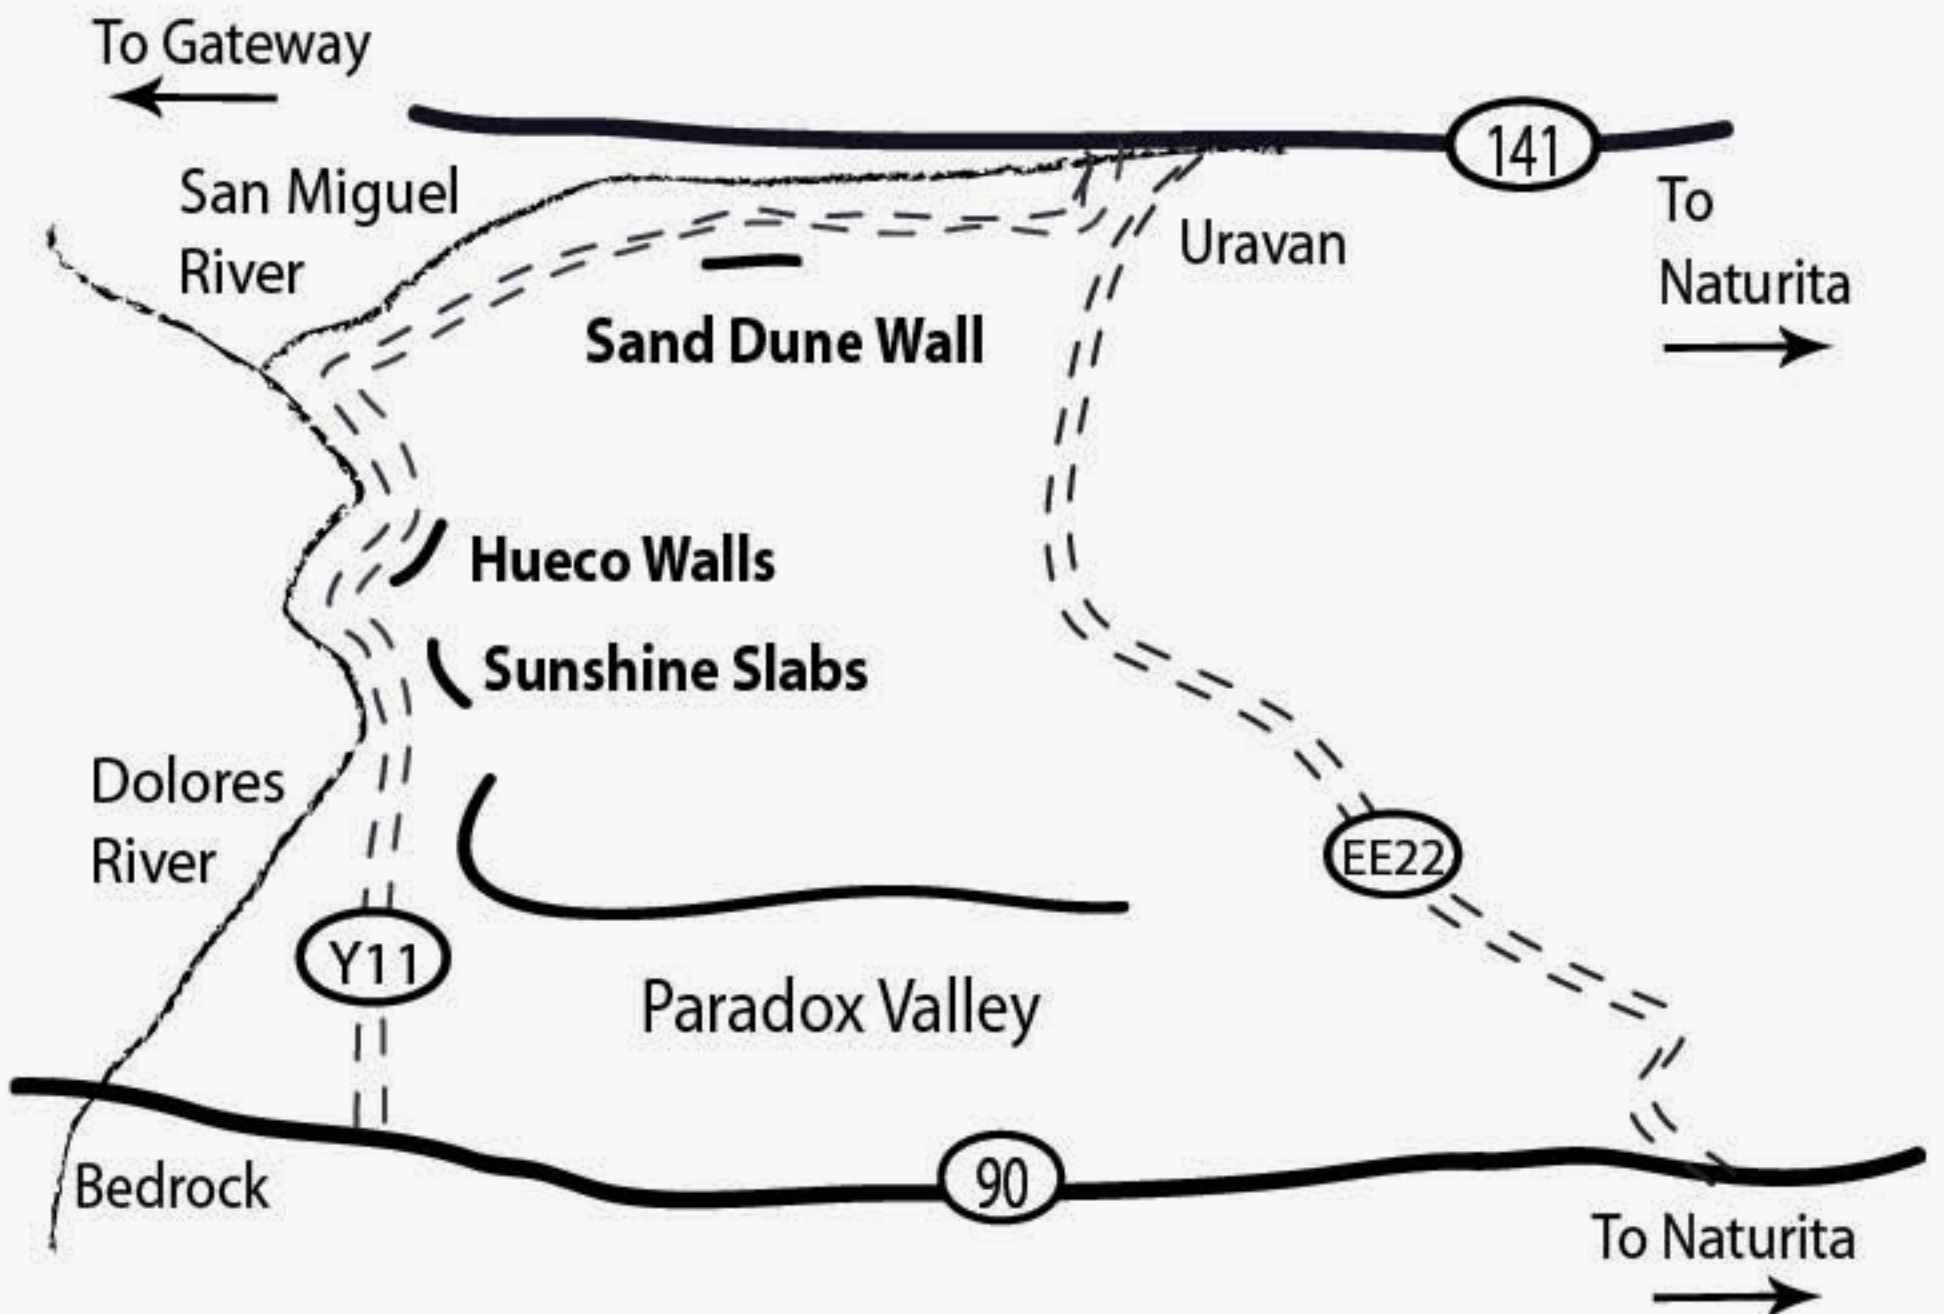 To Gateway
141
San Miguel
River
To
Naturita
Uravan
Sand Dune Wall
Hueco Walls
Sunshine Slabs
Dolores
River
EE22
Y11
Paradox Valley
Bedrock
90
To Naturita